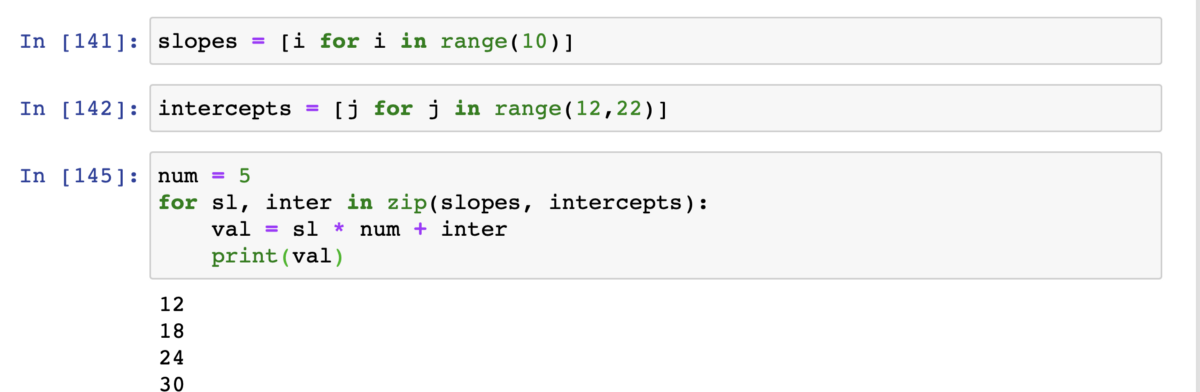 In [141]: slopes = [i for i in range(10)]
In [142]: intercepts = [j for j in range(12,22)]
In [145]: num = 5
for sl, inter in zip(slopes, intercepts):
    val = sl * num + inter
    print(val)
12
18
24
30